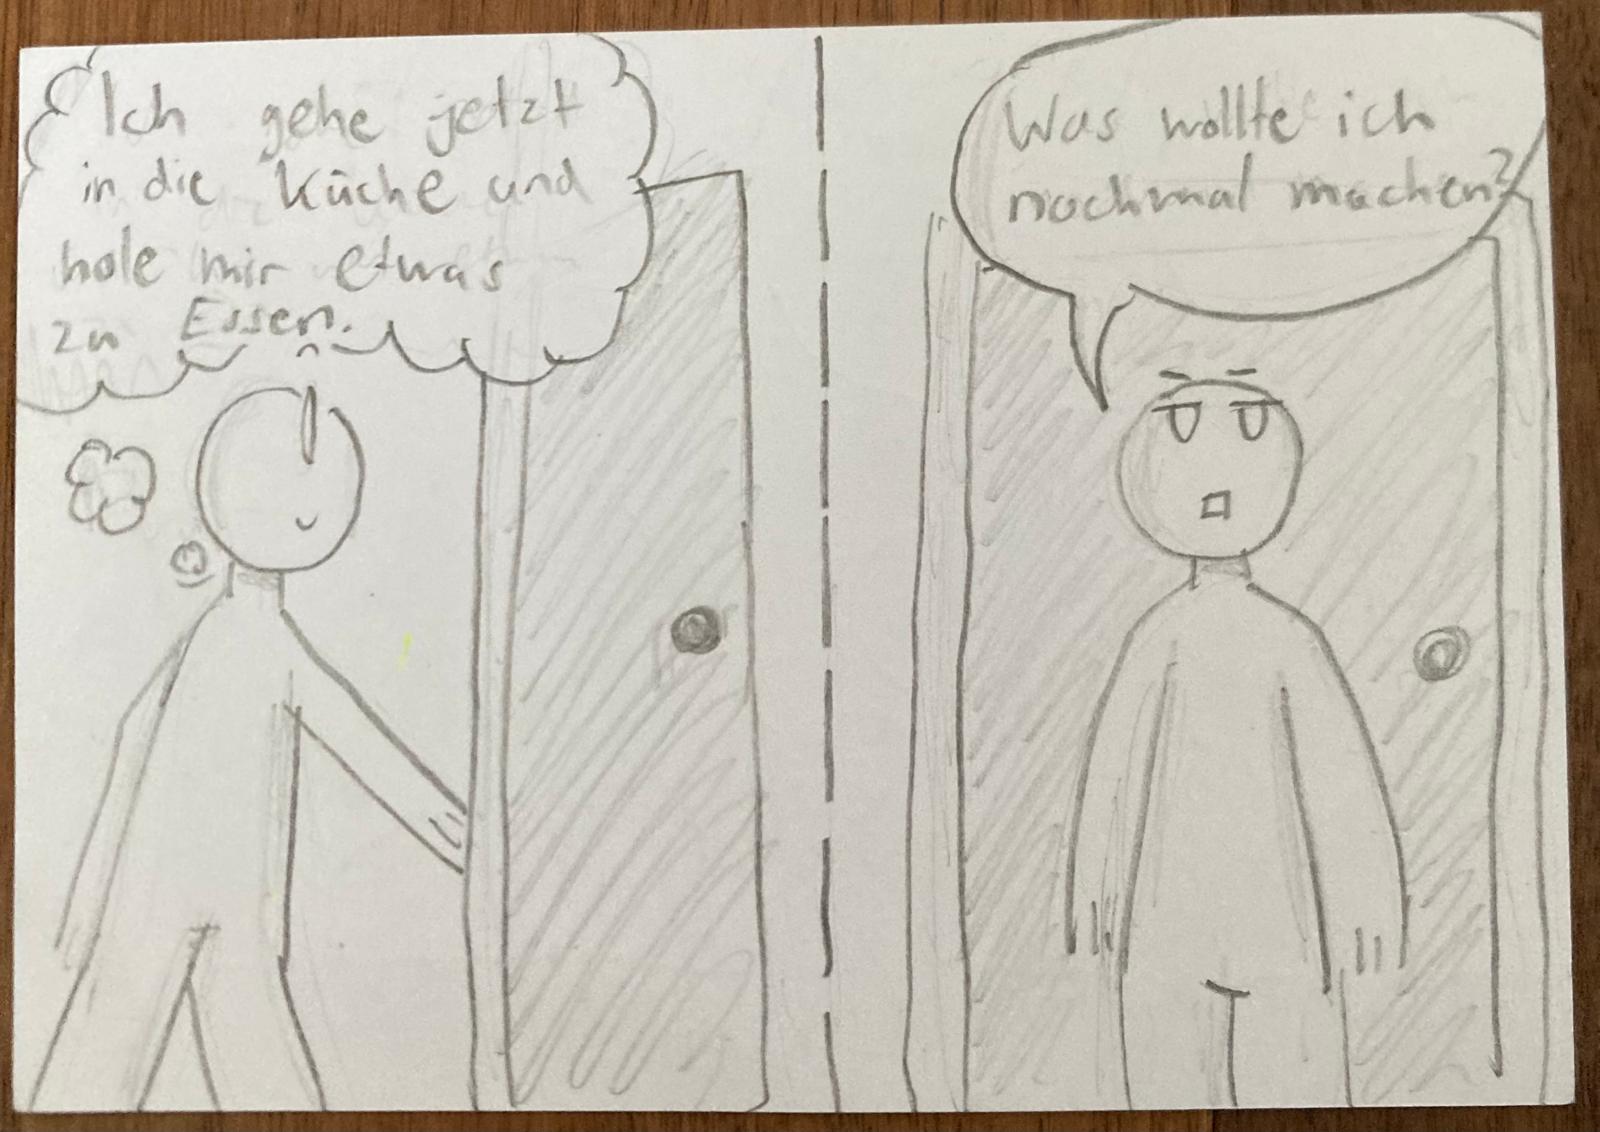 Ich gehe jetzt
in die Küche und
hole mir etwas
zu Essen.
Was wollte ich
nochmal machen?